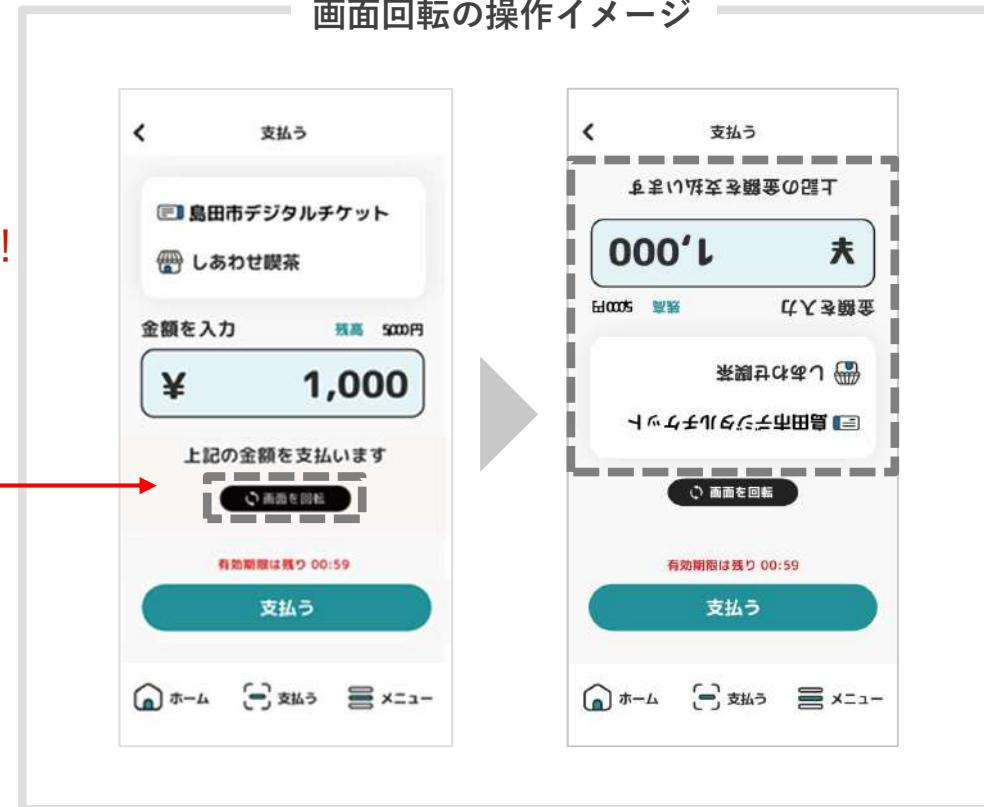 画面回転の操作イメージ
!
支払う
島田市デジタルチケット
しあわせ喫茶
金額を入力 残高 5,000円
¥ 1,000
上記の金額を支払います
画面を回転
有効期限は残り 00:59
支払う
ホーム 支払う メニュー
支払う
上記の金額を支払います
¥ 1,000
金額を入力 残高 5,000円
しあわせ喫茶
島田市デジタルチケット
画面を回転
有効期限は残り 00:59
支払う
ホーム 支払う メニュー